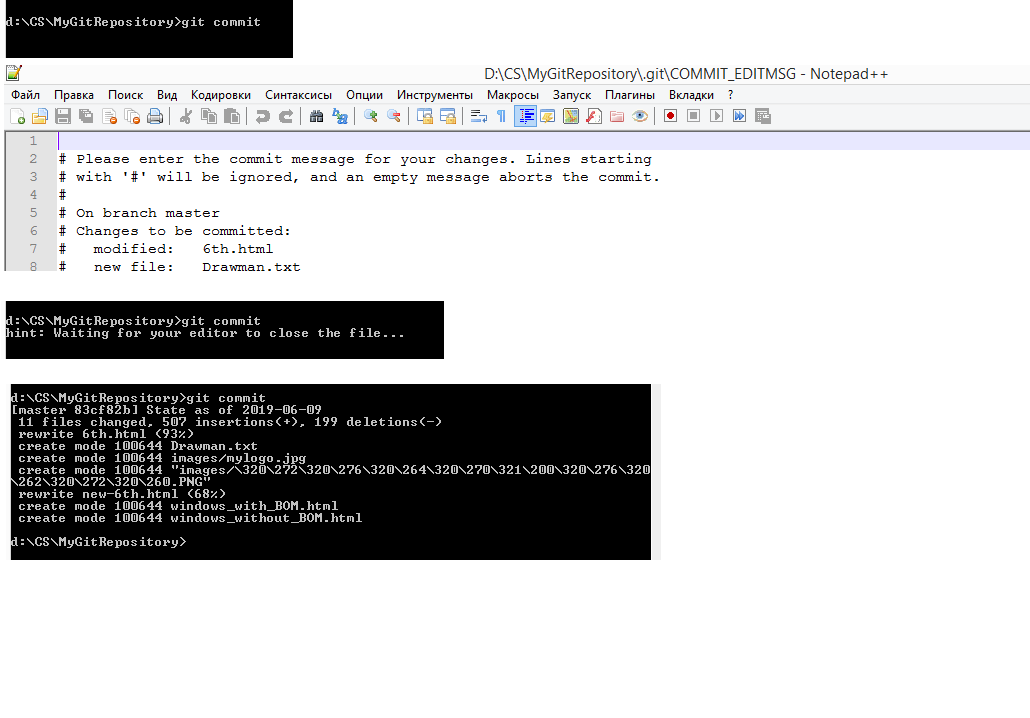 d:\CS\MyGitRepository>git commit
D:\CS\MyGitRepository\.git\COMMIT_EDITMSG - Notepad++
Файл Правка Поиск Вид Кодировки Синтаксисы Опции Инструменты Макросы Запуск Плагины Вкладки ?
1
2 # Please enter the commit message for your changes. Lines starting
3 # with '#' will be ignored, and an empty message aborts the commit.
4 #
5 # On branch master
6 # Changes to be committed:
7 # modified: 6th.html
8 # new file: Drawman.txt
d:\CS\MyGitRepository>git commit
hint: Waiting for your editor to close the file...
d:\CS\MyGitRepository>git commit
[master 83cf82b] State as of 2019-06-09
11 files changed, 507 insertions(+), 199 deletions(-)
rewrite 6th.html (93%)
create mode 100644 Drawman.txt
create mode 100644 images/mylogo.jpg
create mode 100644 "images/\320\272\320\276\320\264\320\270\321\200\320\276\320
\262\320\272\320\260.PNG"
rewrite new-6th.html (68%)
create mode 100644 windows_with_BOM.html
create mode 100644 windows_without_BOM.html
d:\CS\MyGitRepository>